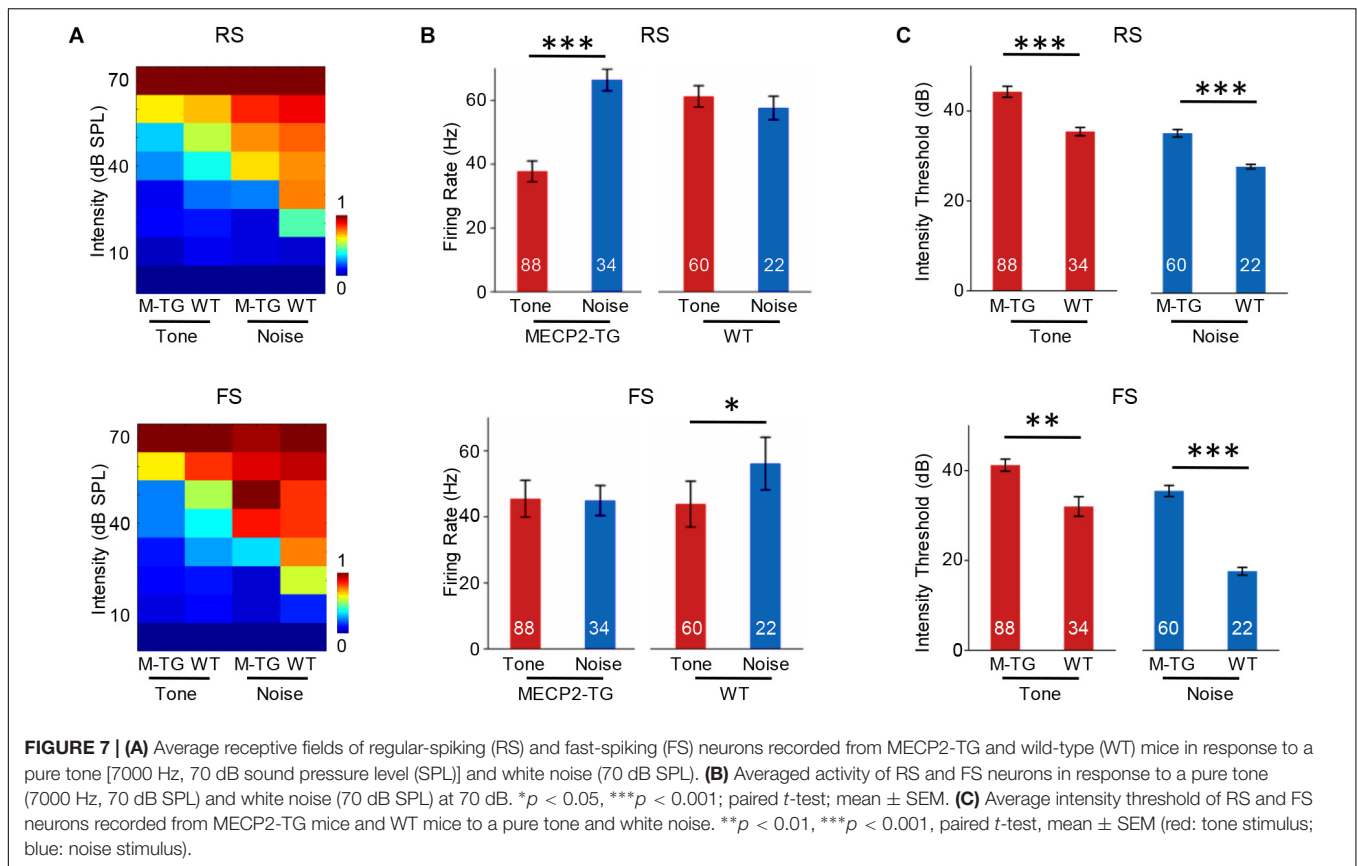 A
RS
70
40
10
Intensity (dB SPL)
1
0
M-TG WT M-TG WT
Tone Noise
B
RS
***
60
40
20
0
Firing Rate (Hz)
88 34 60 22
Tone Noise Tone Noise
MECP2-TG WT
C
RS
*** ***
40
20
0
Intensity Threshold (dB)
88 34 60 22
M-TG WT M-TG WT
Tone Noise
FS
70
40
10
Intensity (dB SPL)
1
0
M-TG WT M-TG WT
Tone Noise
FS
*
60
40
20
0
Firing Rate (Hz)
88 34 60 22
Tone Noise Tone Noise
MECP2-TG WT
FS
** ***
40
20
0
Intensity Threshold (dB)
88 34 60 22
M-TG WT M-TG WT
Tone Noise
FIGURE 7 | (A) Average receptive fields of regular-spiking (RS) and fast-spiking (FS) neurons recorded from MECP2-TG and wild-type (WT) mice in response to a
pure tone [7000 Hz, 70 dB sound pressure level (SPL)] and white noise (70 dB SPL). (B) Averaged activity of RS and FS neurons in response to a pure tone
(7000 Hz, 70 dB SPL) and white noise (70 dB SPL) at 70 dB. *p < 0.05, ***p < 0.001; paired t-test; mean ± SEM. (C) Average intensity threshold of RS and FS
neurons recorded from MECP2-TG mice and WT mice to a pure tone and white noise. **p < 0.01, ***p < 0.001, paired t-test, mean ± SEM (red: tone stimulus;
blue: noise stimulus).